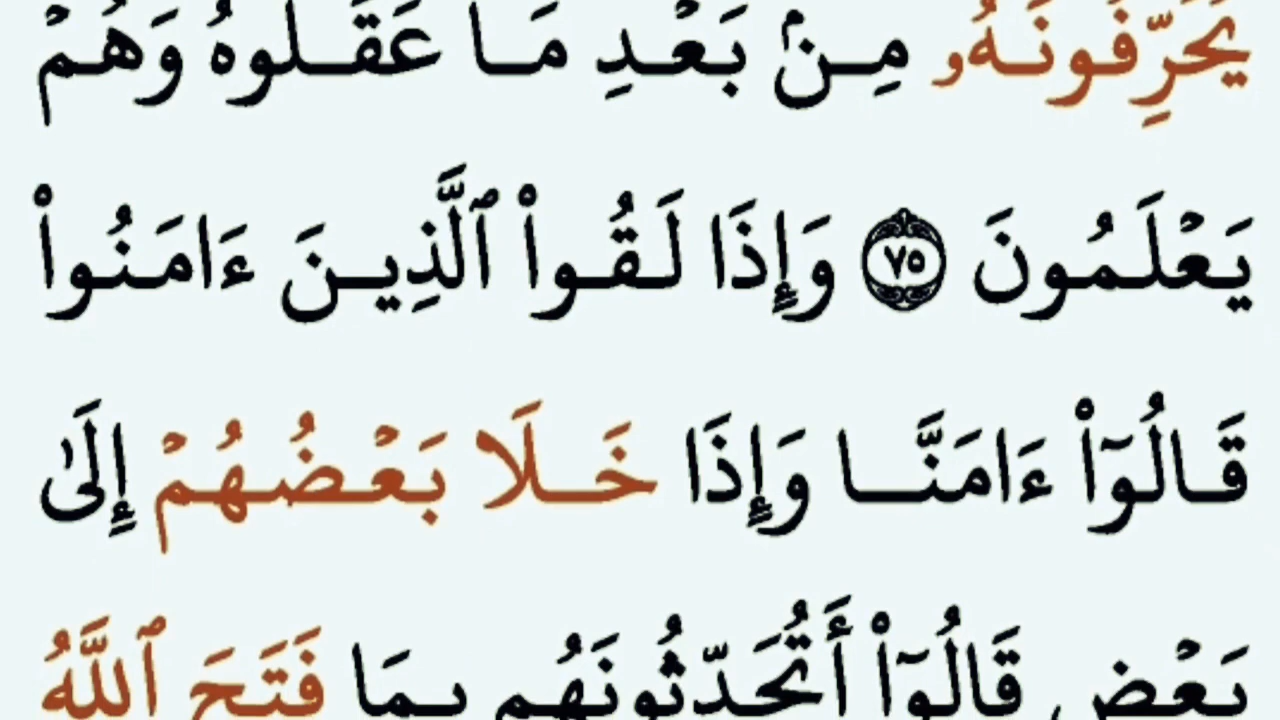 يُحَرِّفُونَهُۥ مِنۢ بَعۡدِ مَا عَقَلُوهُ وَهُمۡ
يَعۡلَمُونَ ٧٥ وَإِذَا لَقُواْ ٱلَّذِينَ ءَامَنُواْ
قَالُوٓاْ ءَامَنَّا وَإِذَا خَلَا بَعۡضُهُمۡ إِلَىٰ
بَعۡضٖ قَالُوٓاْ أَتُحَدِّثُونَهُم بِمَا فَتَحَ ٱللَّهُ